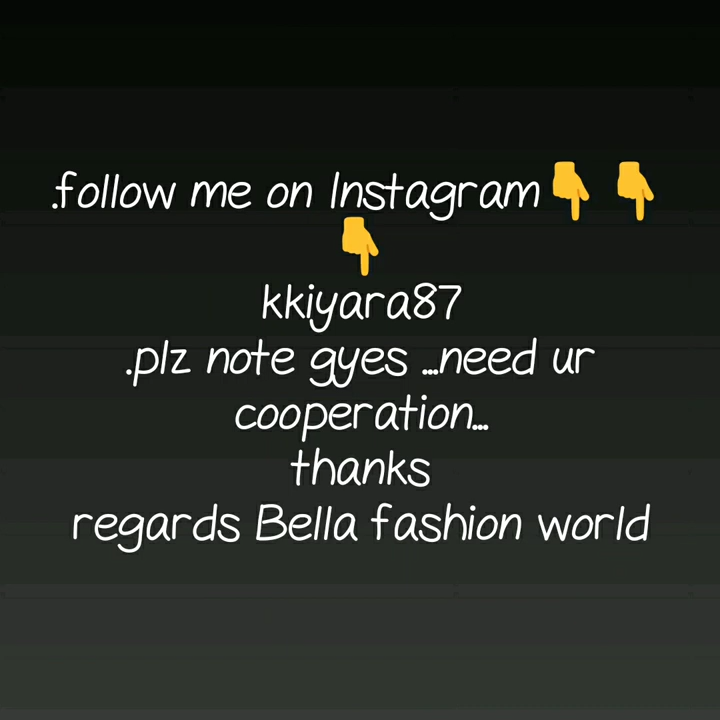 .follow me on Instagram👇 👇
👇
kkiyara87
.plz note gyes ...need ur
cooperation...
thanks
regards Bella fashion world